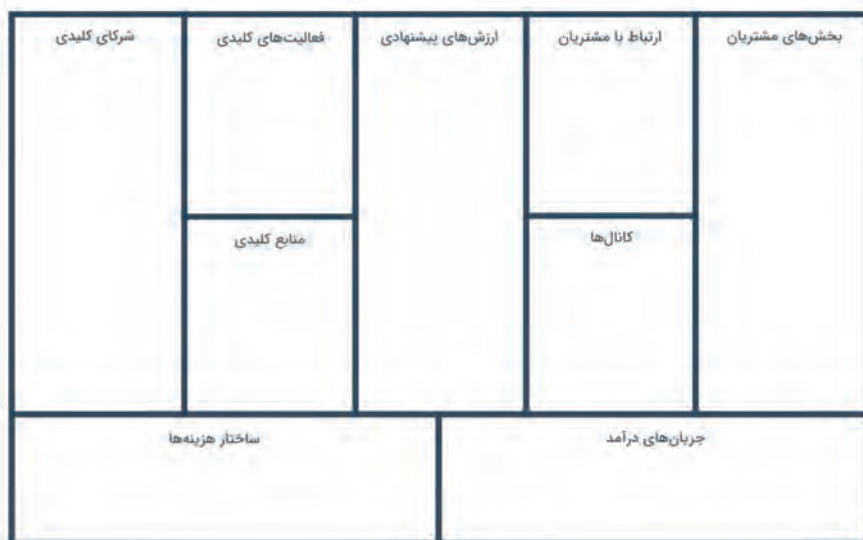 بخش‌های مشتریان
ارتباط با مشتریان
ارزش‌های پیشنهادی
فعالیت‌های کلیدی
شرکای کلیدی
کانال‌ها
منابع کلیدی
جریان‌های درآمد
ساختار هزینه‌ها